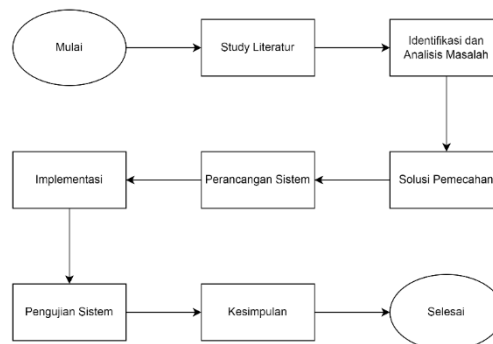 Mulai
Study Literatur
Identifikasi dan
Analisis Masalah
Solusi Pemecahan
Perancangan Sistem
Implementasi
Pengujian Sistem
Kesimpulan
Selesai